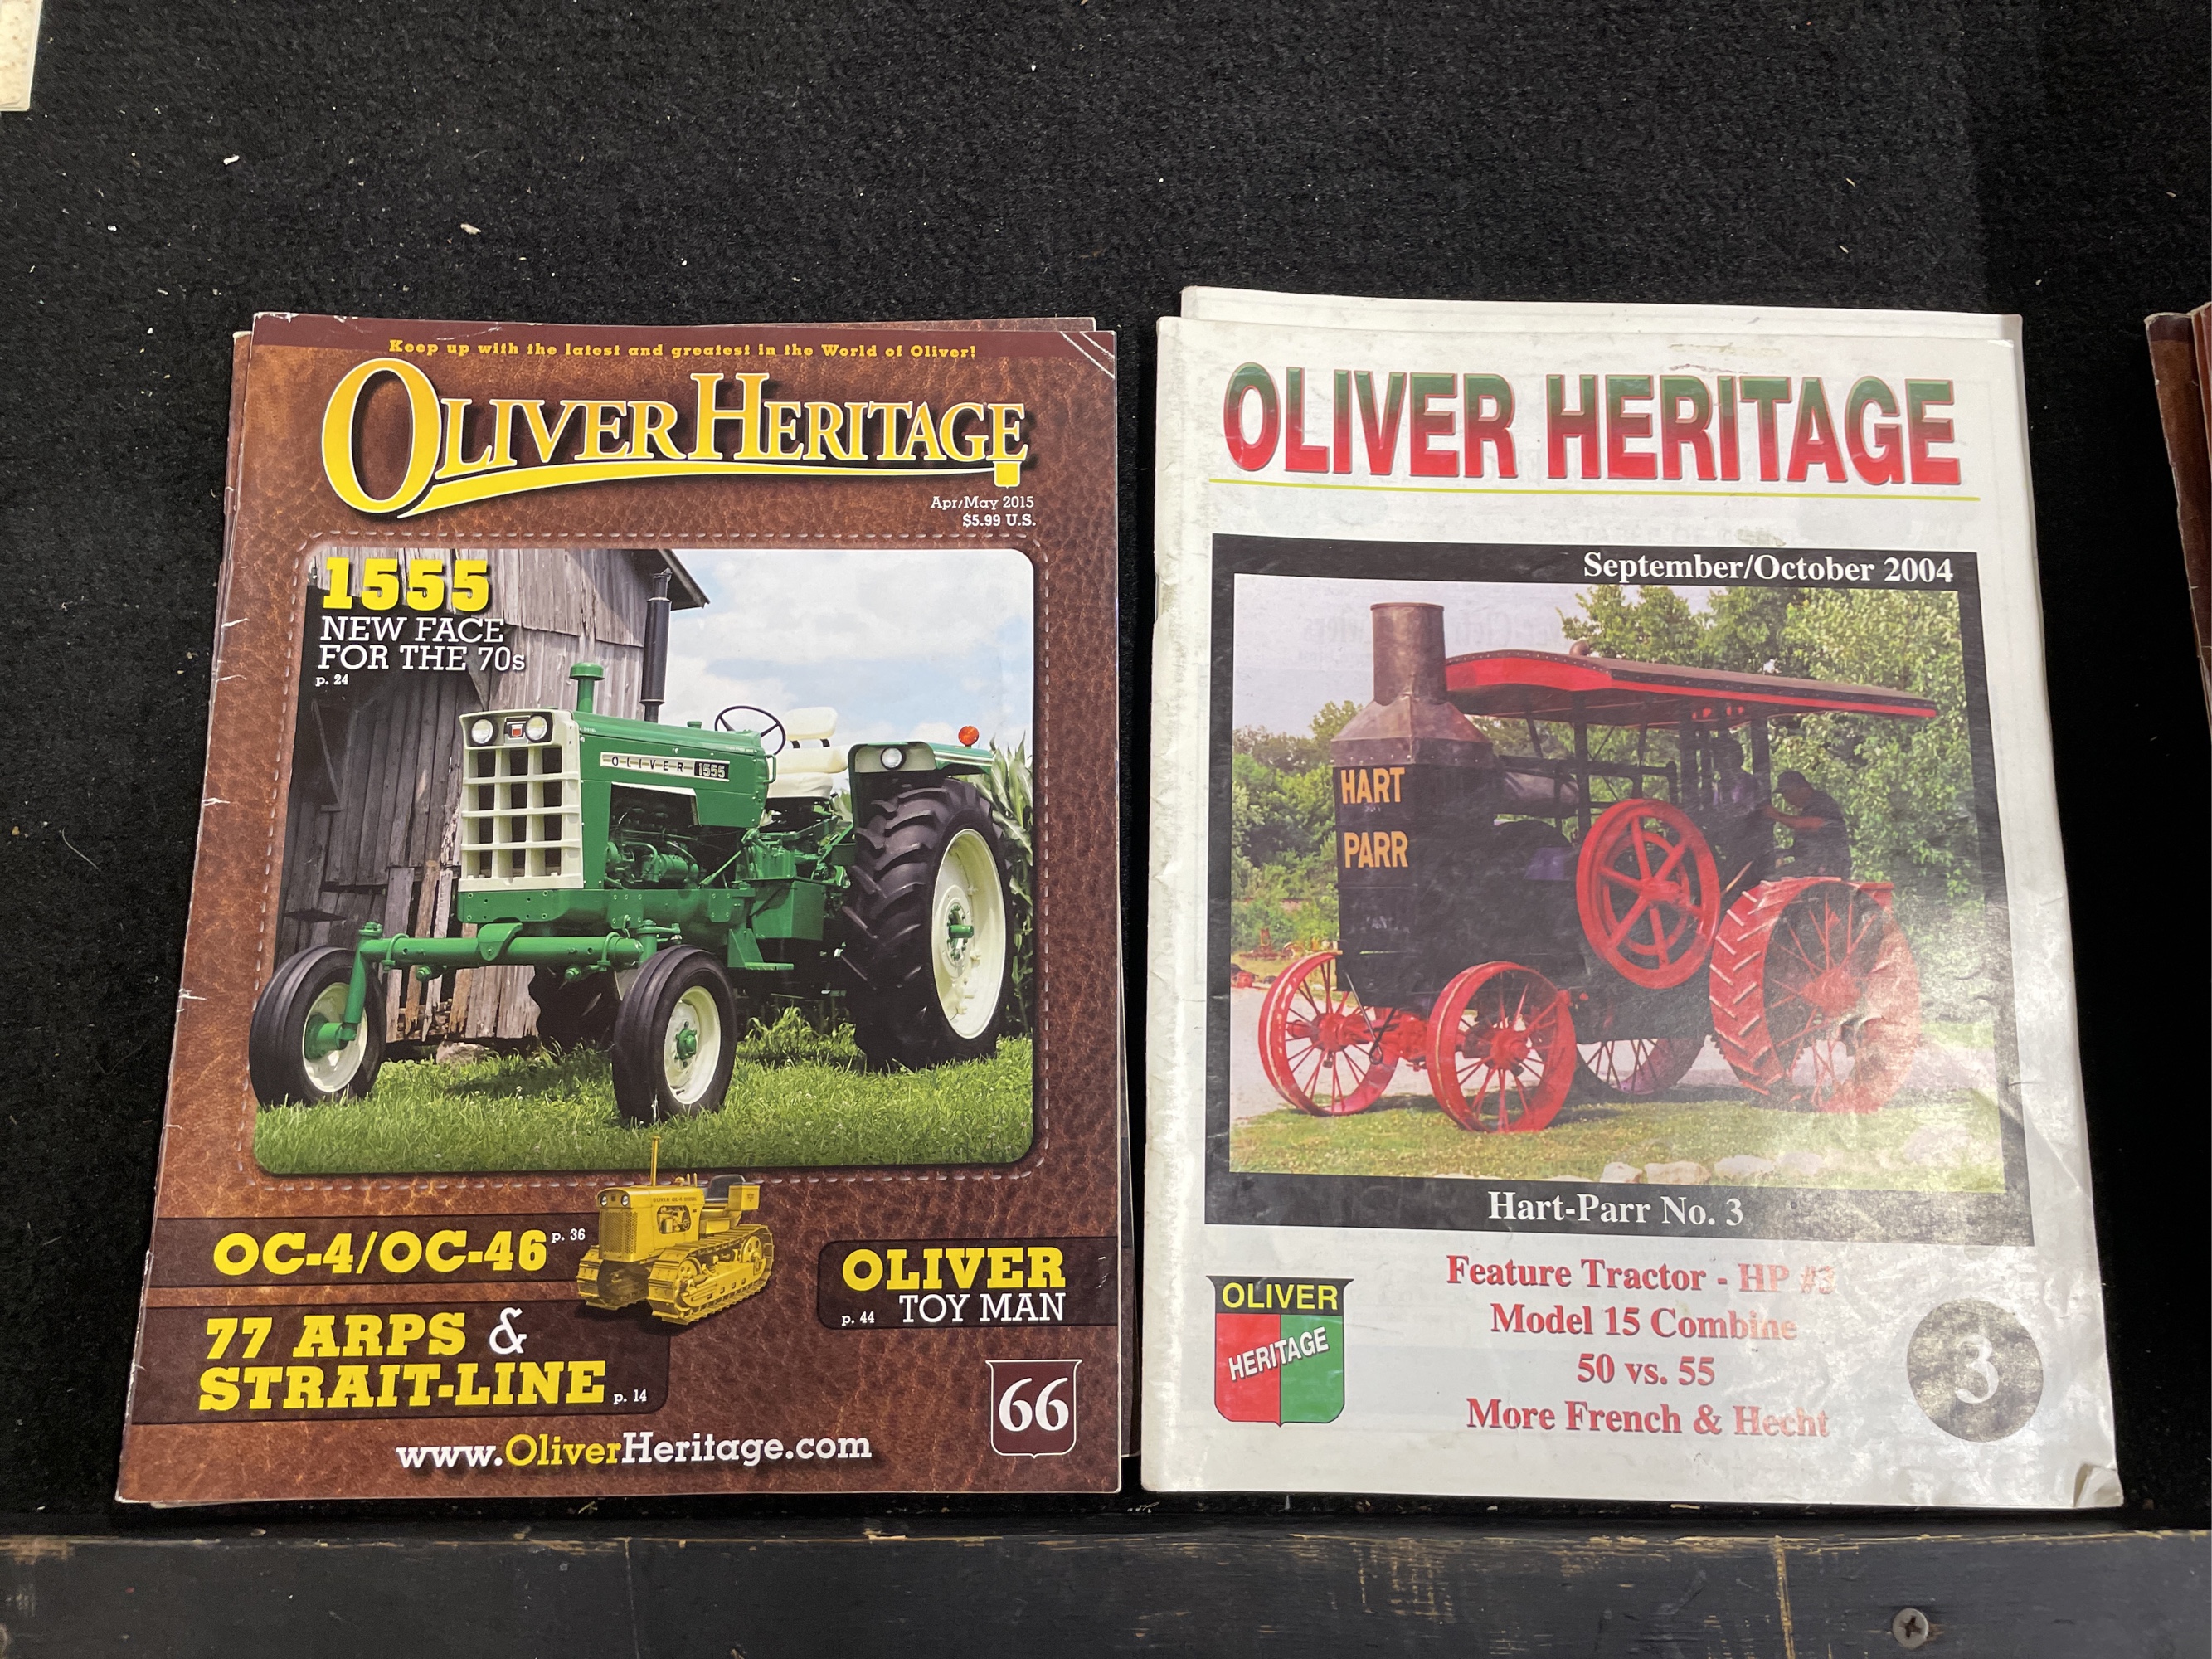 Keep up with the latest and greatest in the World of Oliver!
OLIVER HERITAGE
Apr/May 2015
$5.99 U.S.
1555
NEW FACE
FOR THE 70s
p. 24
OLIVER 1555
OC-4/OC-46 p. 36
77 ARPS &
STRAIT-LINE p. 14
OLIVER
p. 44 TOY MAN
66
www.OliverHeritage.com
OLIVER HERITAGE
September/October 2004
HART
PARR
Hart-Parr No. 3
Feature Tractor - HP #3
Model 15 Combine
50 vs. 55
More French & Hecht
OLIVER
HERITAGE
3